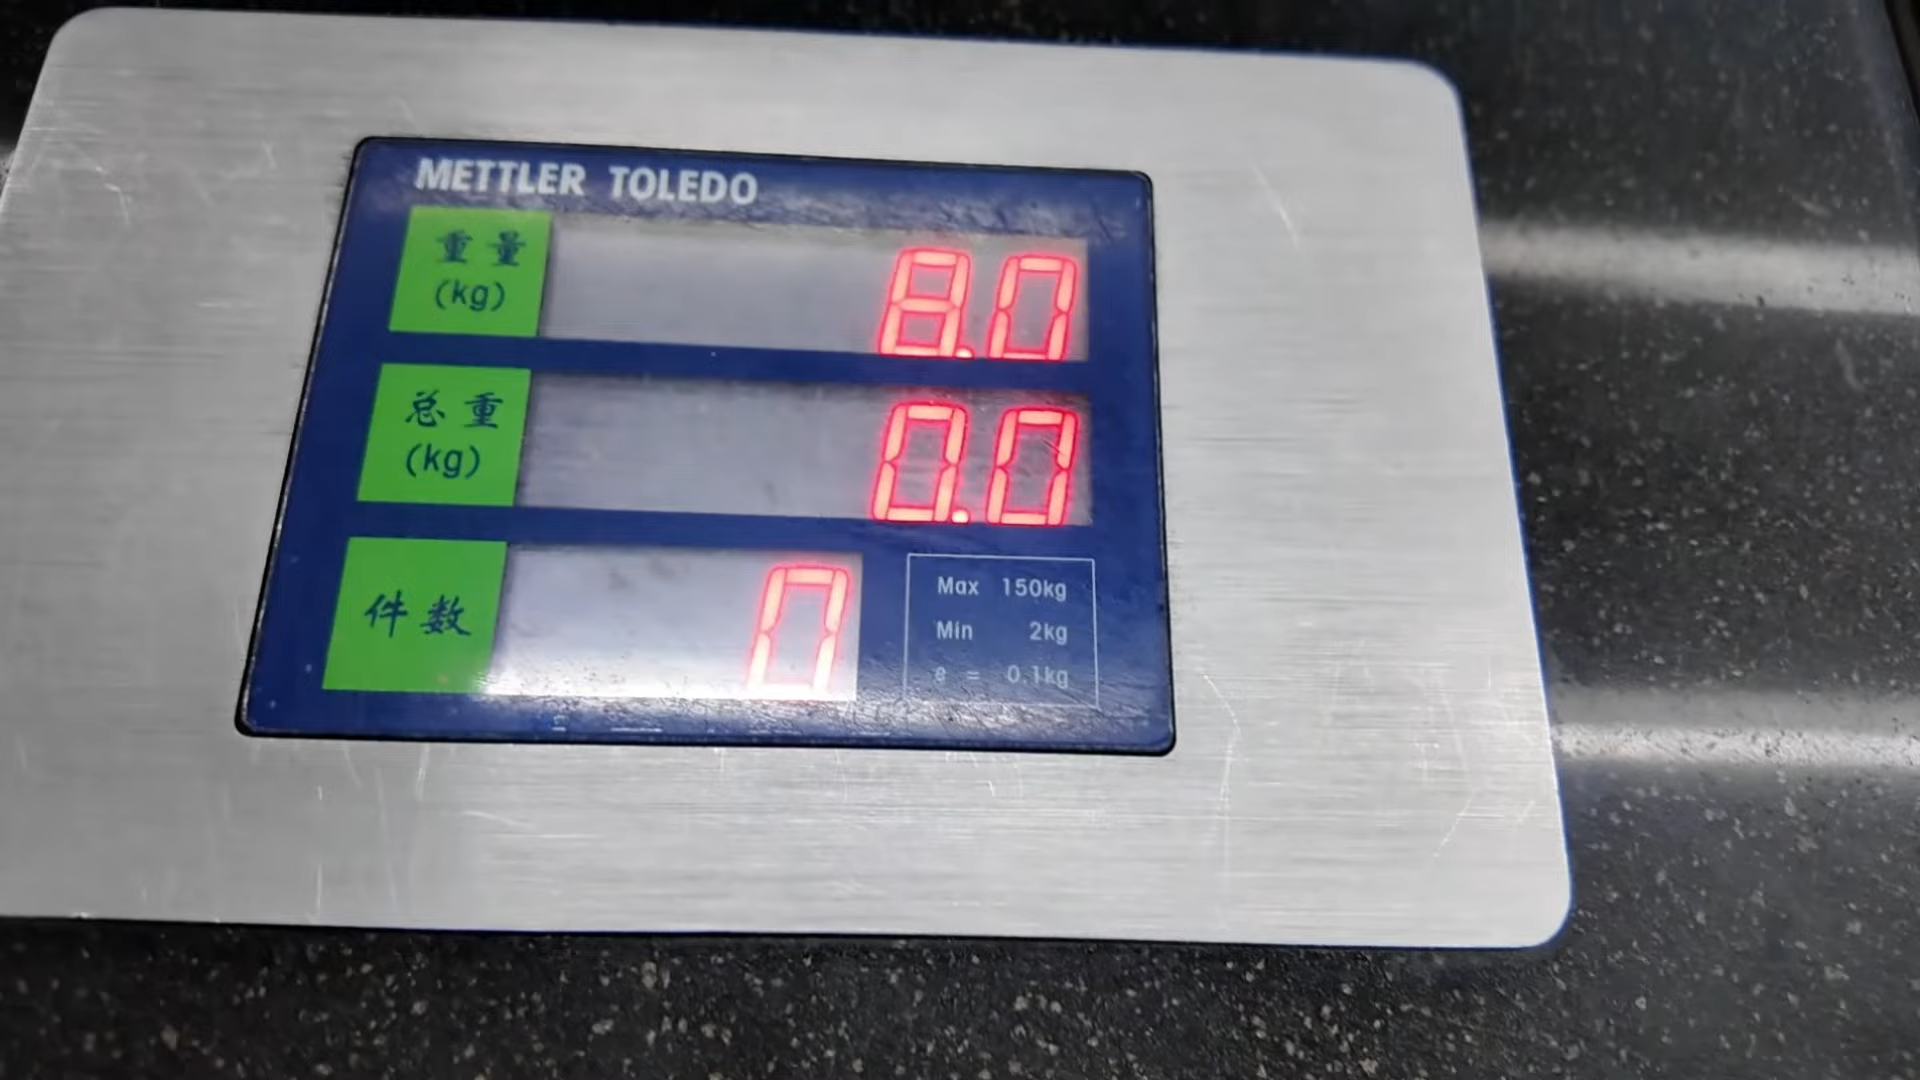 METTLER TOLEDO
重量 8.0
(kg)
总重 0.0
(kg)
件数 0
Max 150kg
Min 2kg
e = 0.1kg